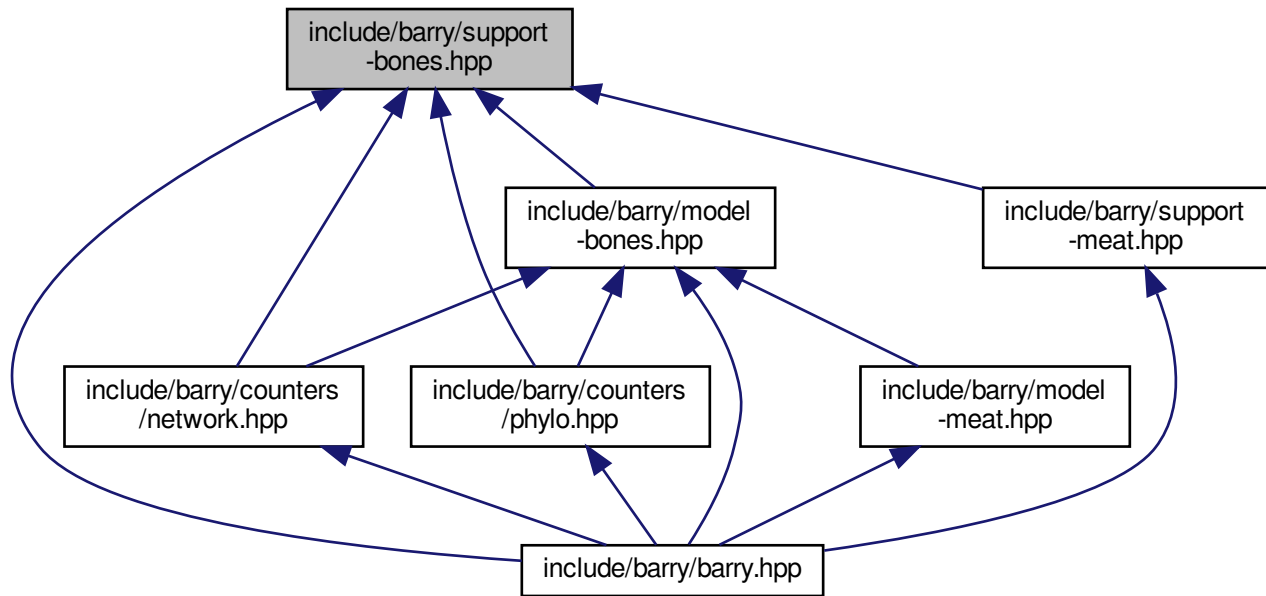 include/barry/support
-bones.hpp
include/barry/model
-bones.hpp
include/barry/support
-meat.hpp
include/barry/counters
/network.hpp
include/barry/counters
/phylo.hpp
include/barry/model
-meat.hpp
include/barry/barry.hpp